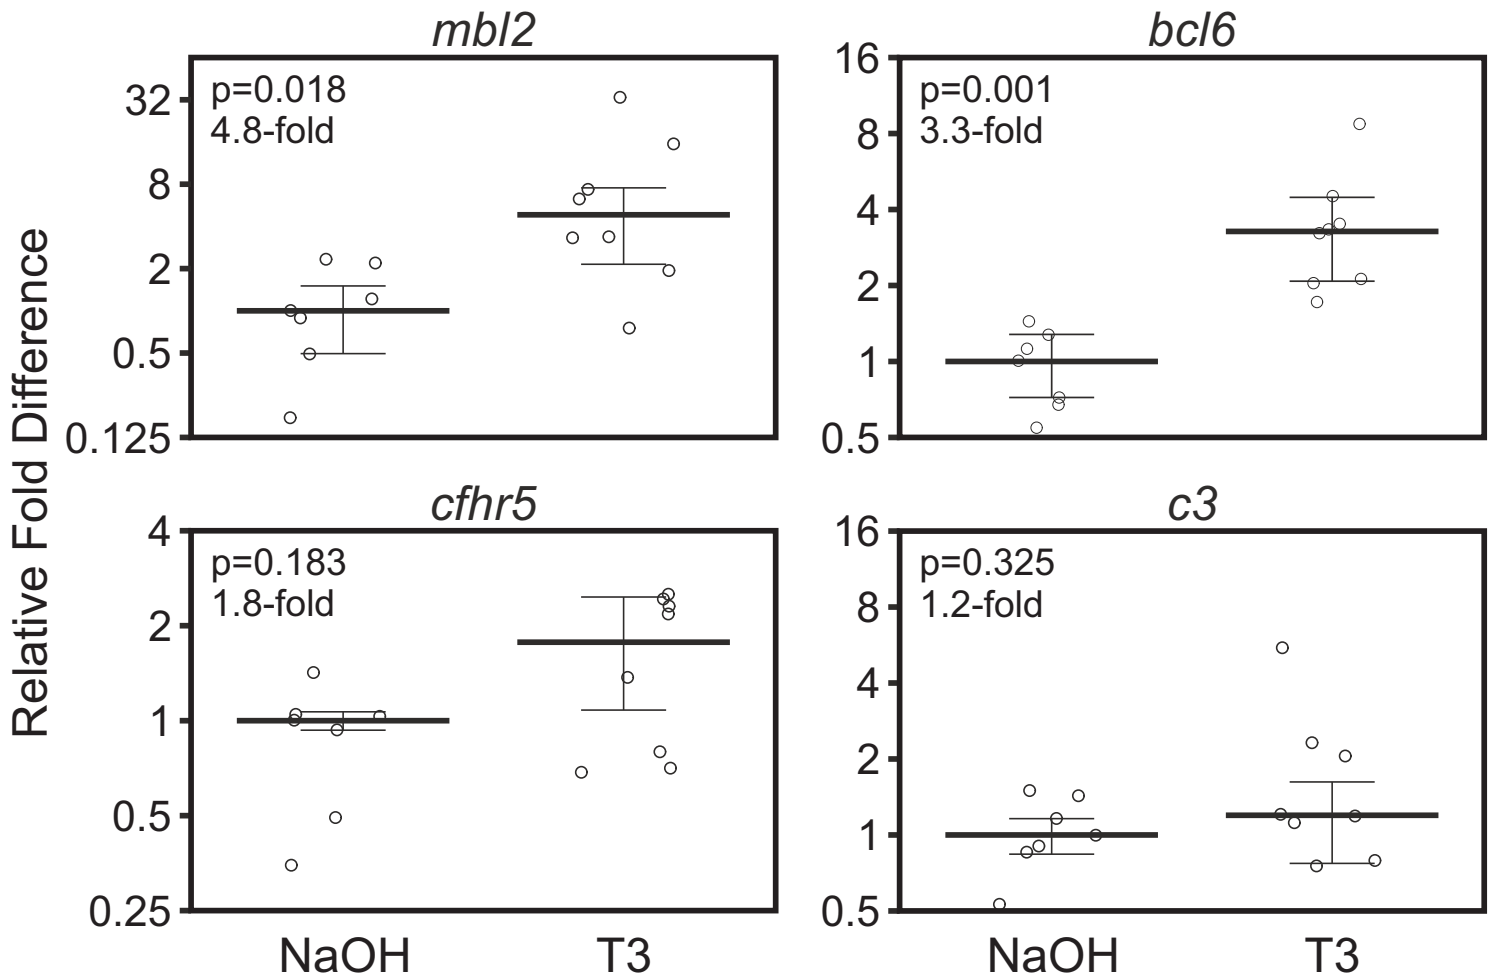 Relative Fold Difference
mbl2
p=0.018
4.8-fold
32
8
2
0.5
0.125
bcl6
p=0.001
3.3-fold
16
8
4
2
1
0.5
cfhr5
p=0.183
1.8-fold
4
2
1
0.5
0.25
NaOH
T3
c3
p=0.325
1.2-fold
16
8
4
2
1
0.5
NaOH
T3